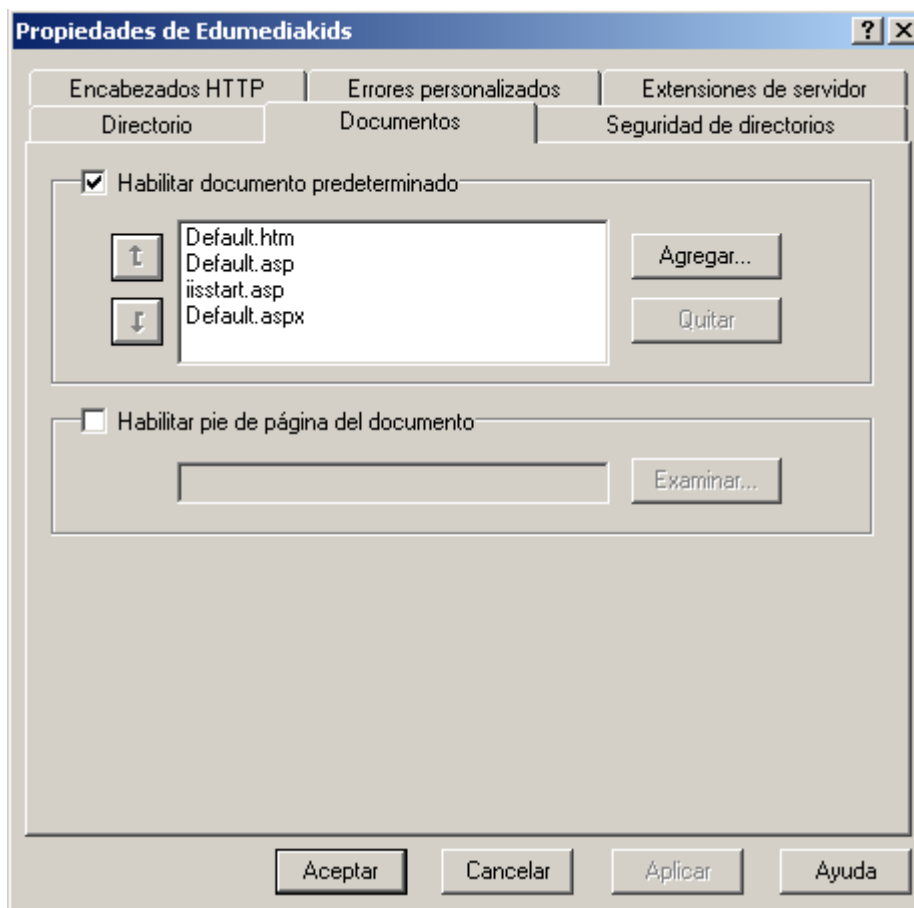 Propiedades de Edumediakids
Encabezados HTTP
Errores personalizados
Extensiones de servidor
Directorio
Documentos
Seguridad de directorios
Habilitar documento predeterminado
Default.htm
Default.asp
iisstart.asp
Default.aspx
Agregar...
Quitar
Habilitar pie de página del documento
Examinar...
Aceptar
Cancelar
Aplicar
Ayuda